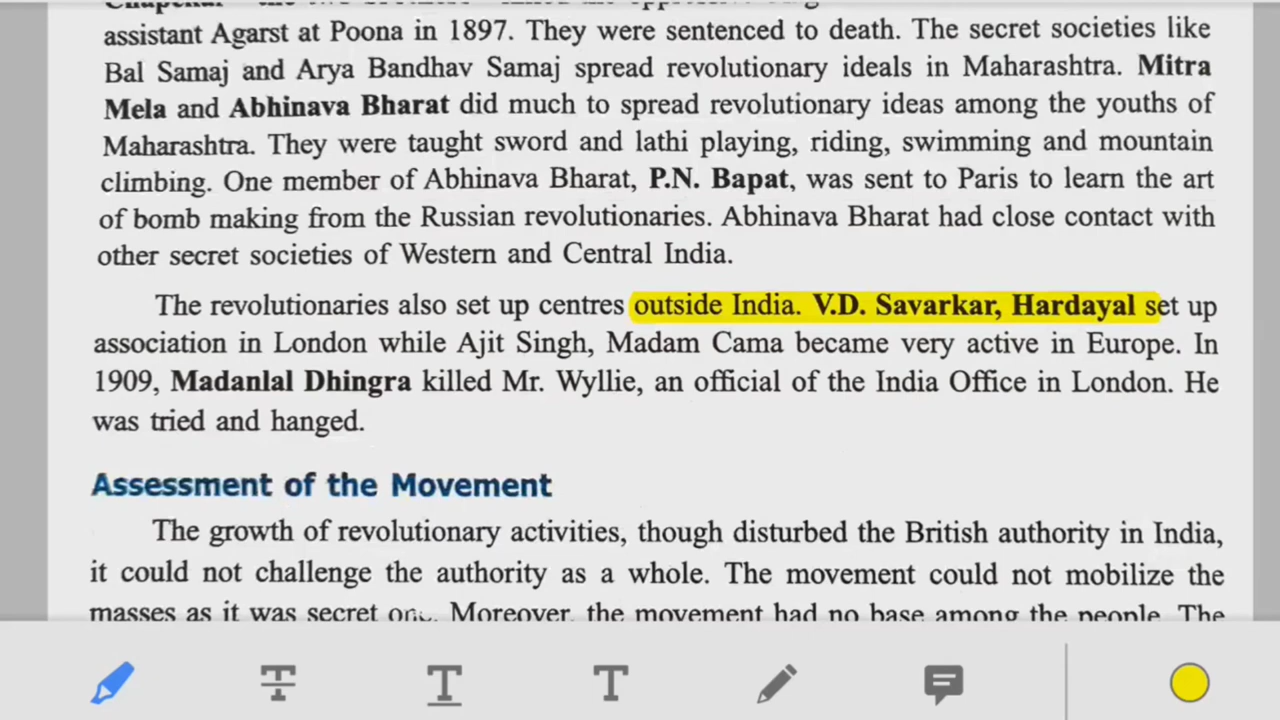 assistant Agarst at Poona in 1897. They were sentenced to death. The secret societies like
Bal Samaj and Arya Bandhav Samaj spread revolutionary ideals in Maharashtra. Mitra
Mela and Abhinava Bharat did much to spread revolutionary ideas among the youths of
Maharashtra. They were taught sword and lathi playing, riding, swimming and mountain
climbing. One member of Abhinava Bharat, P.N. Bapat, was sent to Paris to learn the art
of bomb making from the Russian revolutionaries. Abhinava Bharat had close contact with
other secret societies of Western and Central India.
The revolutionaries also set up centres outside India. V.D. Savarkar, Hardayal set up
association in London while Ajit Singh, Madam Cama became very active in Europe. In
1909, Madanlal Dhingra killed Mr. Wyllie, an official of the India Office in London. He
was tried and hanged.
Assessment of the Movement
The growth of revolutionary activities, though disturbed the British authority in India,
it could not challenge the authority as a whole. The movement could not mobilize the
masses as it was secret one. Moreover, the movement had no base among the people. The